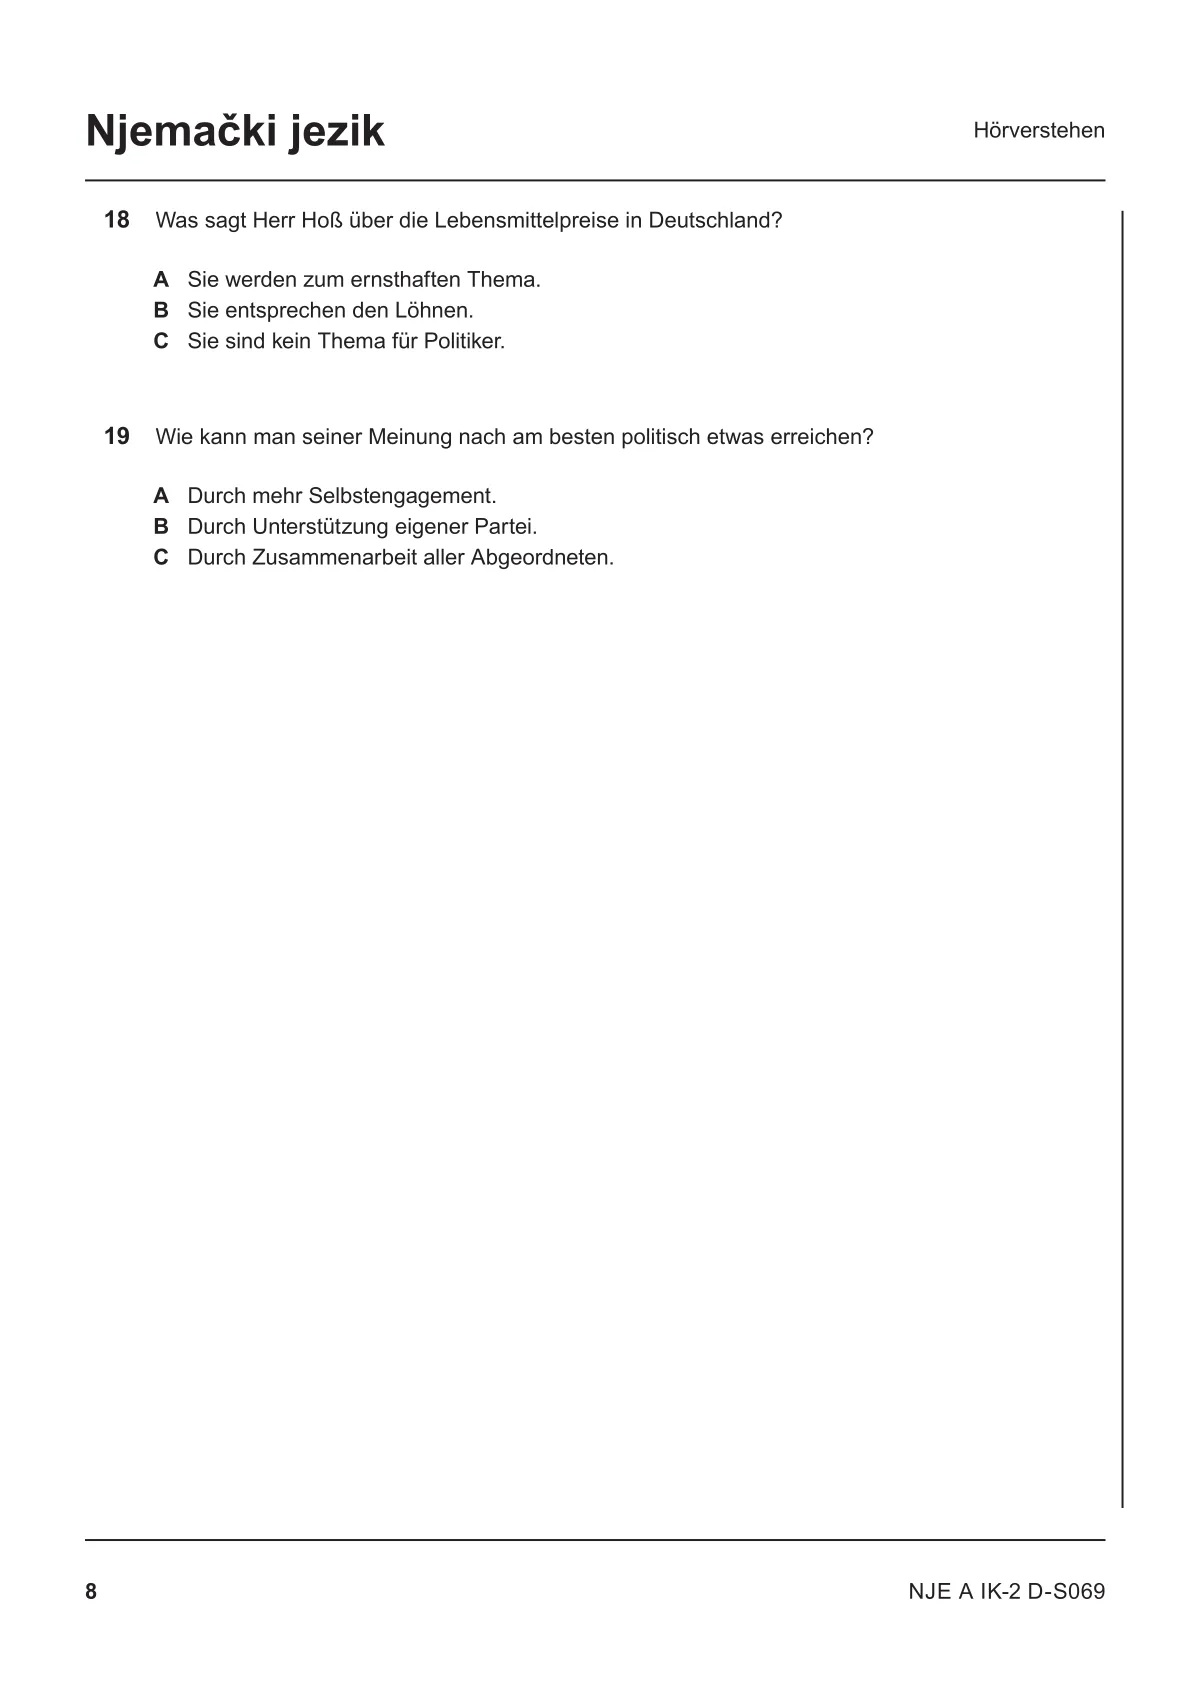 Njemački jezik
Hörverstehen
18 Was sagt Herr Hoß über die Lebensmittelpreise in Deutschland?
A Sie werden zum ernsthaften Thema.
B Sie entsprechen den Löhnen.
C Sie sind kein Thema für Politiker.
19 Wie kann man seiner Meinung nach am besten politisch etwas erreichen?
A Durch mehr Selbstengagement.
B Durch Unterstützung eigener Partei.
C Durch Zusammenarbeit aller Abgeordneten.
8
NJE A IK-2 D-S069